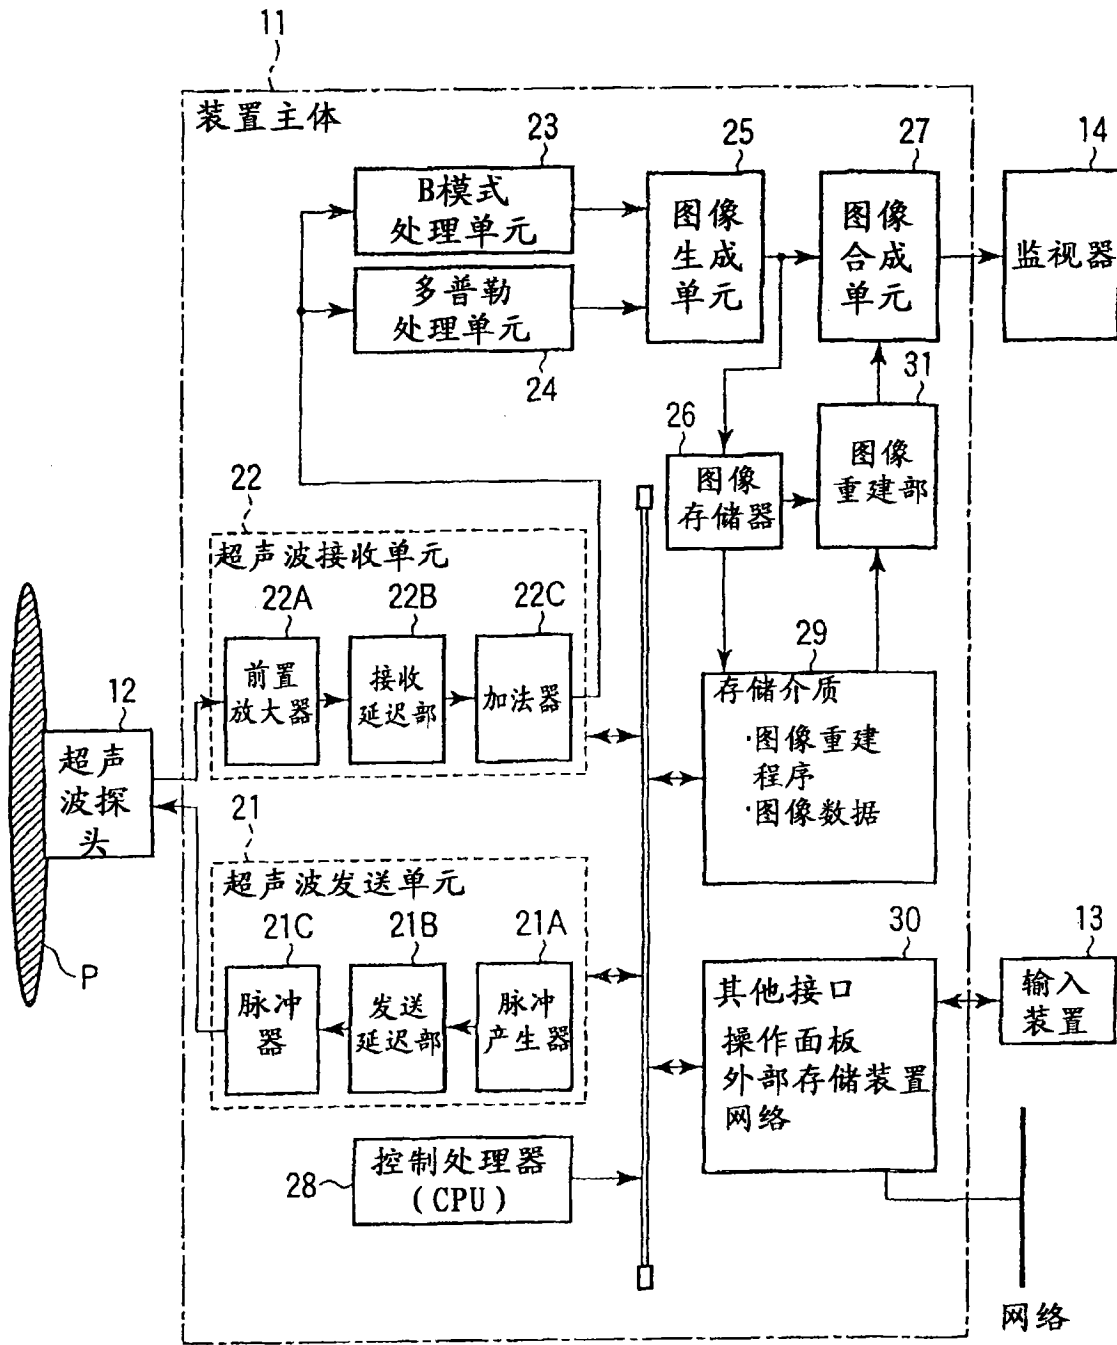 11
装置主体
23
B模式
处理单元
多普勒
处理单元
24
25
图像
生成
单元
27
图像
合成
单元
14
监视器
26
图像
存储器
31
图像
重建部
22
超声波接收单元
22A
前置
放大器
22B
接收
延迟部
22C
加法器
29
存储介质
·图像重建
程序
·图像数据
12
超声
波探
头
P
21
超声波发送单元
21C
脉冲
器
21B
发送
延迟部
21A
脉冲
产生器
30
其他接口
操作面板
外部存储装置
网络
13
输入
装置
28
控制处理器
(CPU)
网络